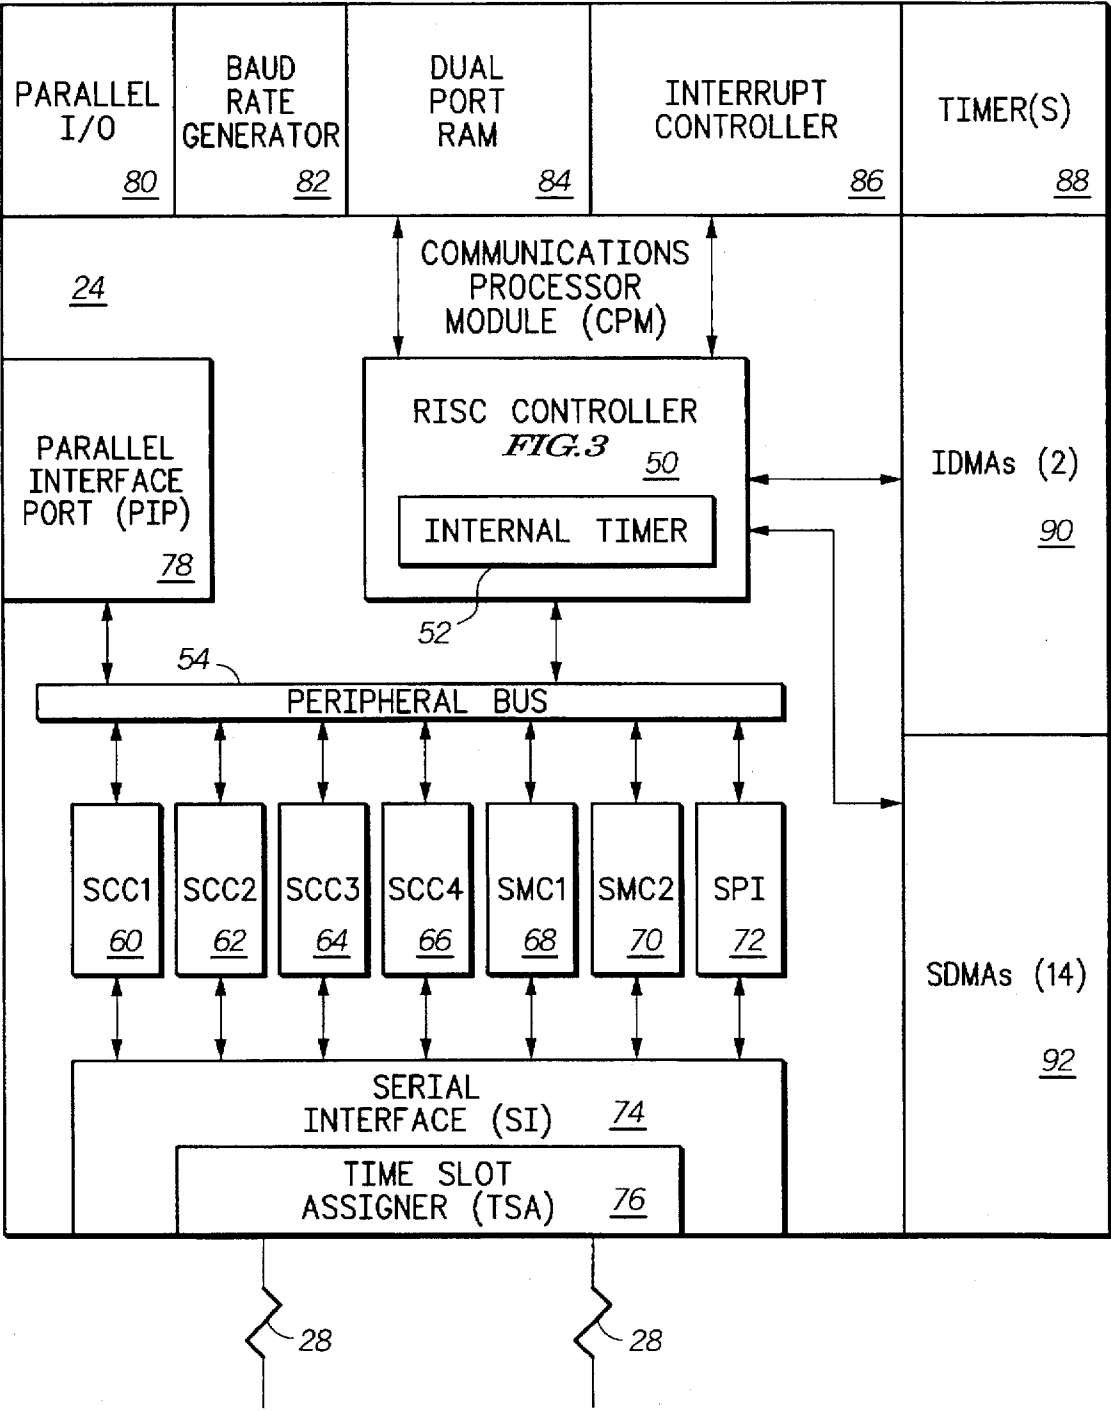 PARALLEL
I/O
80
BAUD
RATE
GENERATOR
82
DUAL
PORT
RAM
84
INTERRUPT
CONTROLLER
86
TIMER(S)
88
24
COMMUNICATIONS
PROCESSOR
MODULE (CPM)
PARALLEL
INTERFACE
PORT (PIP)
78
RISC CONTROLLER
FIG.3
50
INTERNAL TIMER
52
IDMAs (2)
90
54
PERIPHERAL BUS
SCC1
60
SCC2
62
SCC3
64
SCC4
66
SMC1
68
SMC2
70
SPI
72
SDMAs (14)
92
SERIAL
INTERFACE (SI)
74
TIME SLOT
ASSIGNER (TSA)
76
28
28